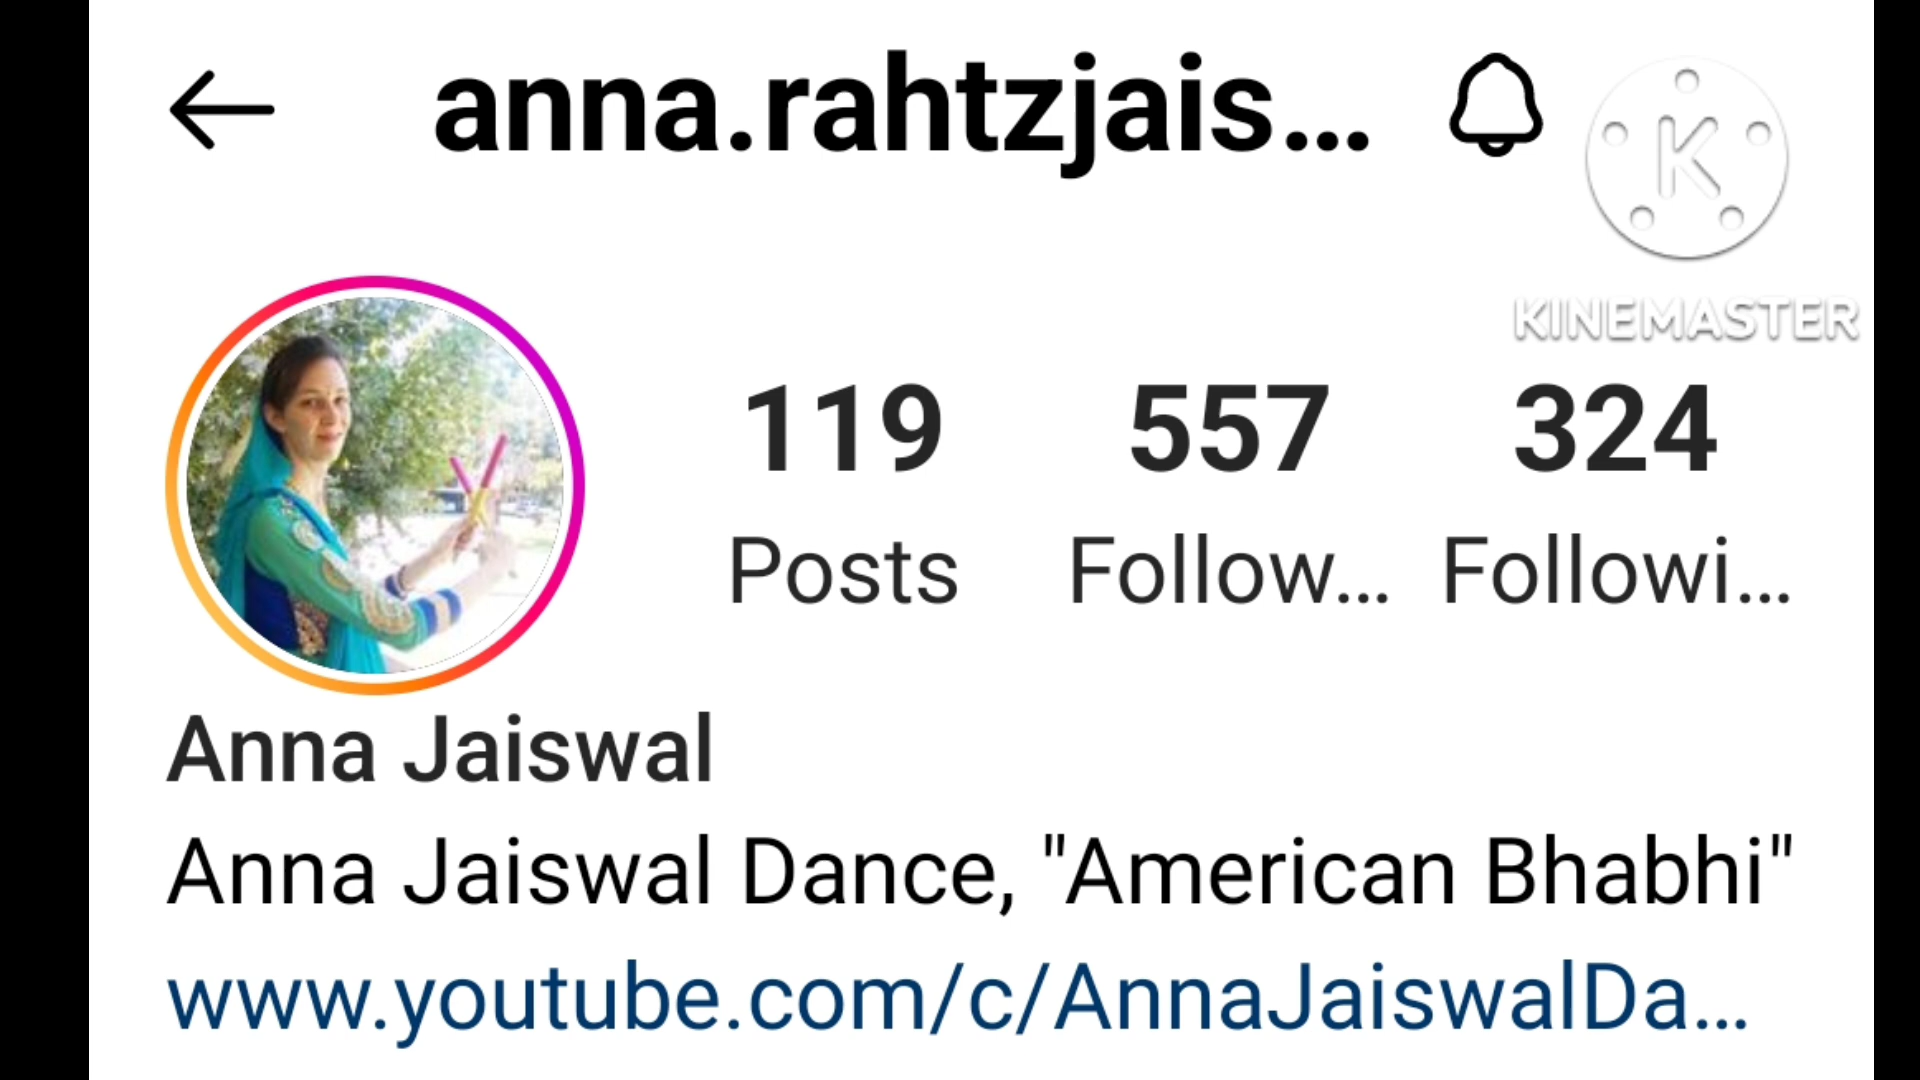 anna.rahtzjais...
K
KINEMASTER
119 557 324
Posts Follow... Followi...
Anna Jaiswal
Anna Jaiswal Dance, "American Bhabhi"
www.youtube.com/c/AnnaJaiswalDa...